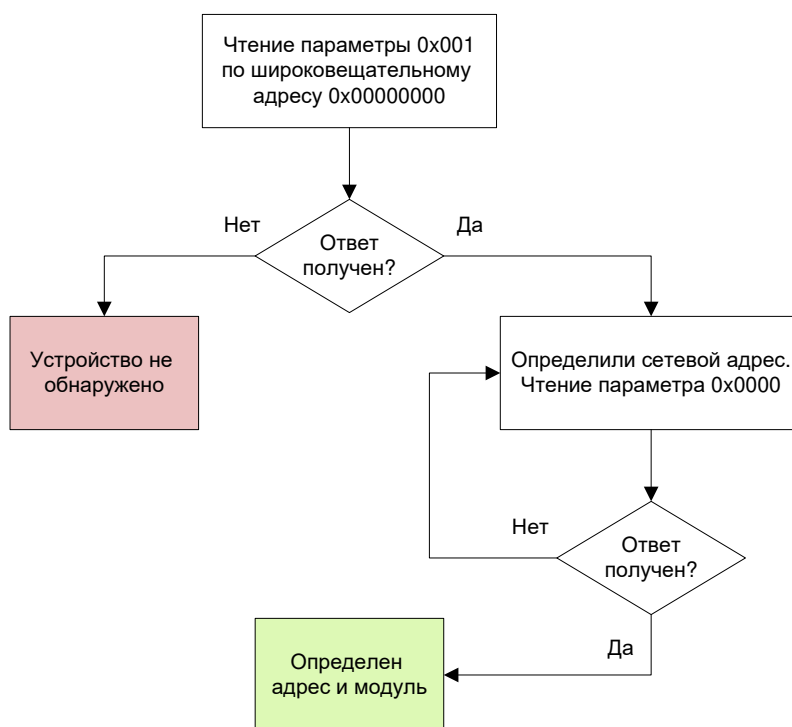 Чтение параметры 0x001
по широковещательному
адресу 0x00000000
Нет
Ответ
получен?
Да
Устройство не
обнаружено
Определили сетевой адрес.
Чтение параметра 0x0000
Нет
Ответ
получен?
Да
Определен
адрес и модуль